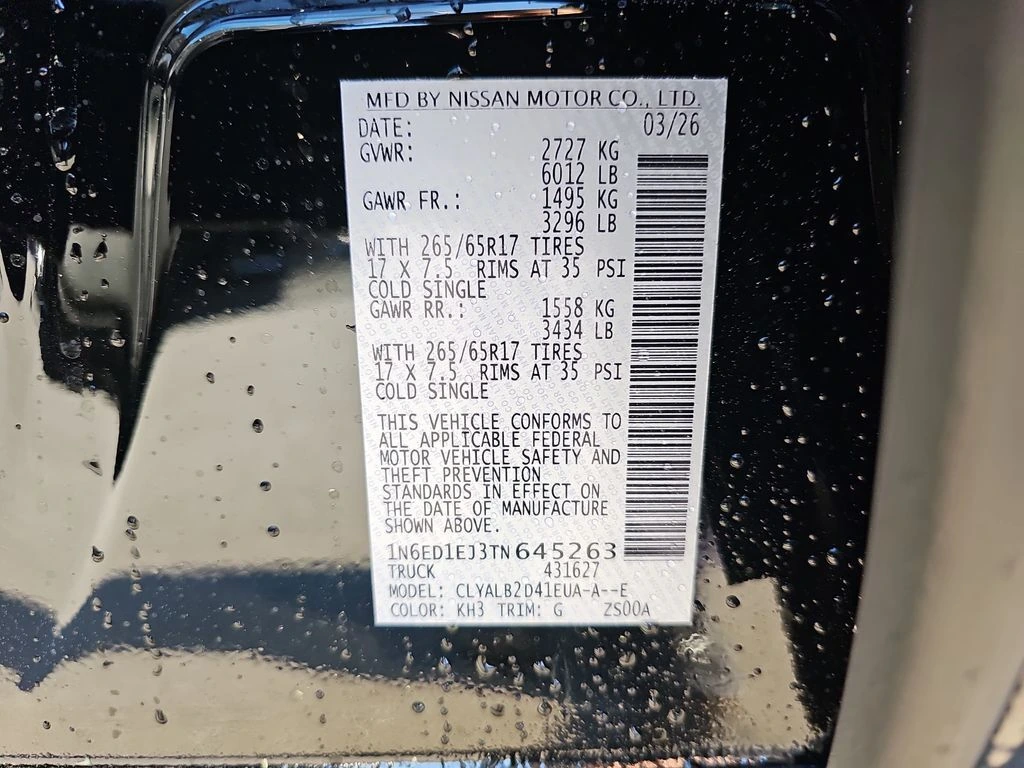 MFD BY NISSAN MOTOR CO., LTD.
DATE: 03/26
GVWR: 2727 KG
6012 LB
GAWR FR.: 1495 KG
3296 LB
WITH 265/65R17 TIRES
17 X 7.5 RIMS AT 35 PSI
COLD SINGLE
GAWR RR.: 1558 KG
3434 LB
WITH 265/65R17 TIRES
17 X 7.5 RIMS AT 35 PSI
COLD SINGLE
THIS VEHICLE CONFORMS TO
ALL APPLICABLE FEDERAL
MOTOR VEHICLE SAFETY AND
THEFT PREVENTION
STANDARDS IN EFFECT ON
THE DATE OF MANUFACTURE
SHOWN ABOVE.
1N6ED1EJ3TN645263
TRUCK 431627
MODEL: CLYALB2D41EUA-A--E
COLOR: KH3 TRIM: G ZS00A